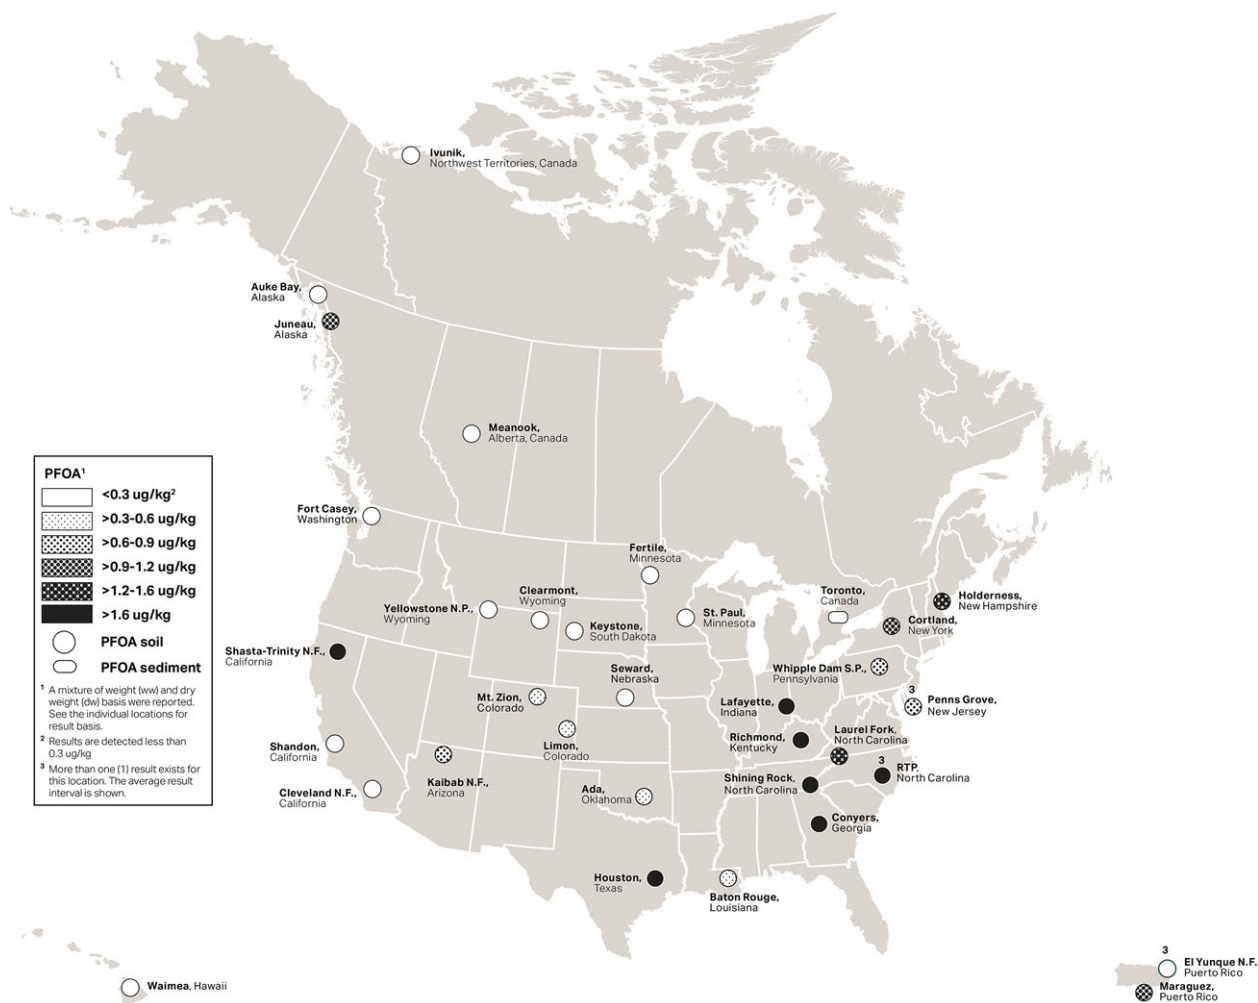 Ivunik,
Northwest Territories, Canada
Auke Bay,
Alaska
Juneau,
Alaska
Meanook,
Alberta, Canada
PFOA¹
<0.3 ug/kg²
>0.3-0.6 ug/kg
>0.6-0.9 ug/kg
>0.9-1.2 ug/kg
>1.2-1.6 ug/kg
>1.6 ug/kg
PFOA soil
PFOA sediment
¹ A mixture of weight (ww) and dry
weight (dw) basis were reported.
See the individual locations for
result basis.
² Results are detected less than
0.3 ug/kg
³ More than one (1) result exists for
this location. The average result
interval is shown.
Fort Casey,
Washington
Fertile,
Minnesota
Clearmont,
Wyoming
Yellowstone N.P.,
Wyoming
Keystone,
South Dakota
St. Paul,
Minnesota
Toronto,
Canada
Holderness,
New Hampshire
Cortland,
New York
Shasta-Trinity N.F.,
California
Seward,
Nebraska
Whipple Dam S.P.,
Pennsylvania
3
Penns Grove,
New Jersey
Mt. Zion,
Colorado
Lafayette,
Indiana
Limon,
Colorado
Richmond,
Kentucky
Laurel Fork,
North Carolina
Shandon,
California
Kaibab N.F.,
Arizona
3
RTP,
North Carolina
Shining Rock,
North Carolina
Cleveland N.F.,
California
Ada,
Oklahoma
Conyers,
Georgia
Houston,
Texas
Baton Rouge,
Louisiana
3
El Yunque N.F.
Puerto Rico
Waimea, Hawaii
Maraguez,
Puerto Rico